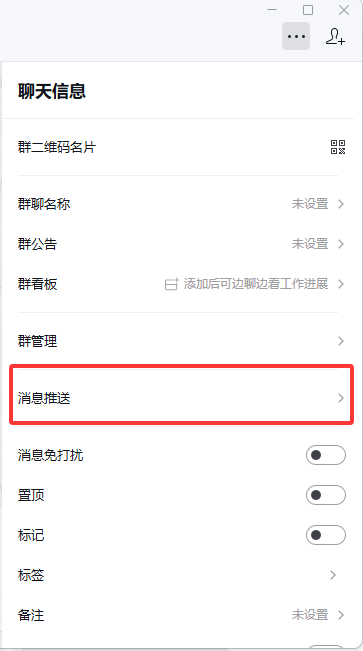 聊天信息
群二维码名片
群聊名称 未设置
群公告 未设置
群看板 添加后可边聊边看工作进展
群管理
消息推送
消息免打扰
置顶
标记
标签
备注 未设置